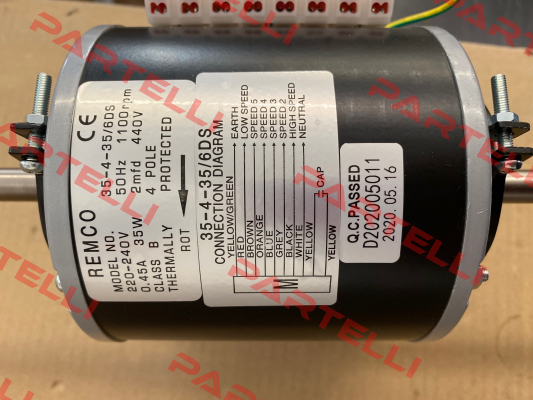 REMCO CE
MODEL NO. 35-4-35/6DS
220-240V 50Hz 1100rpm
0.45A 35W 2mfd 440V
CLASS B 4 POLE
THERMALLY PROTECTED
ROT
35-4-35/6DS
CONNECTION DIAGRAM
YELLOW/GREEN EARTH
RED LOW SPEED
BROWN SPEED 5
ORANGE SPEED 4
BLUE SPEED 3
GREY SPEED 2
BLACK HIGH SPEED
WHITE NEUTRAL
YELLOW
CAP
YELLOW
M
Q.C.PASSED
D202005011
2020.05.16
PARTELLI
PARTELLI
PARTELLI
PARTELLI
PARTELLI